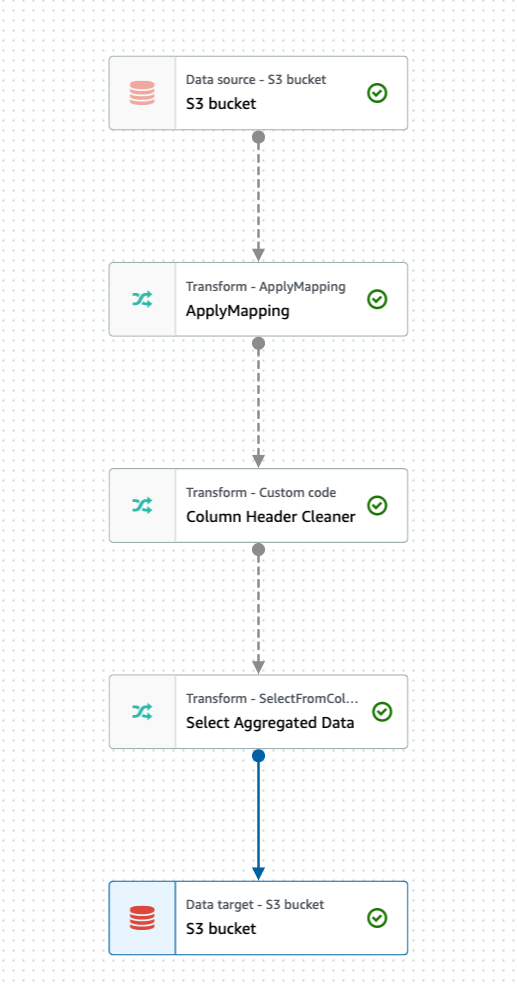 Data source - S3 bucket
S3 bucket
Transform - ApplyMapping
ApplyMapping
Transform - Custom code
Column Header Cleaner
Transform - SelectFromCol...
Select Aggregated Data
Data target - S3 bucket
S3 bucket